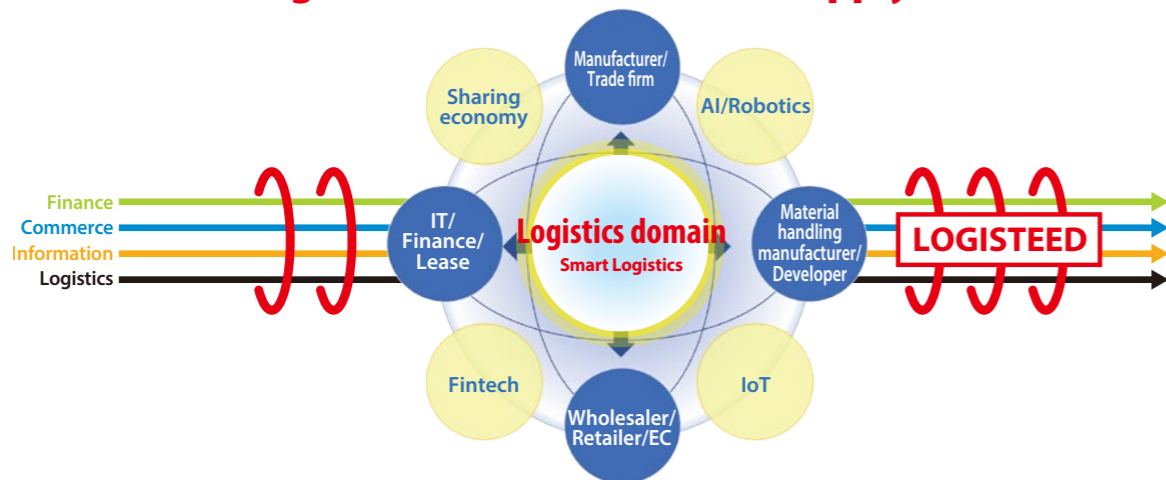 Manufacturer/
Trade firm
Sharing
economy
AI/Robotics
Finance
Commerce
Information
Logistics
IT/
Finance/
Lease
Logistics domain
Smart Logistics
Material
handling
manufacturer/
Developer
LOGISTEED
Fintech
IoT
Wholesaler/
Retailer/EC